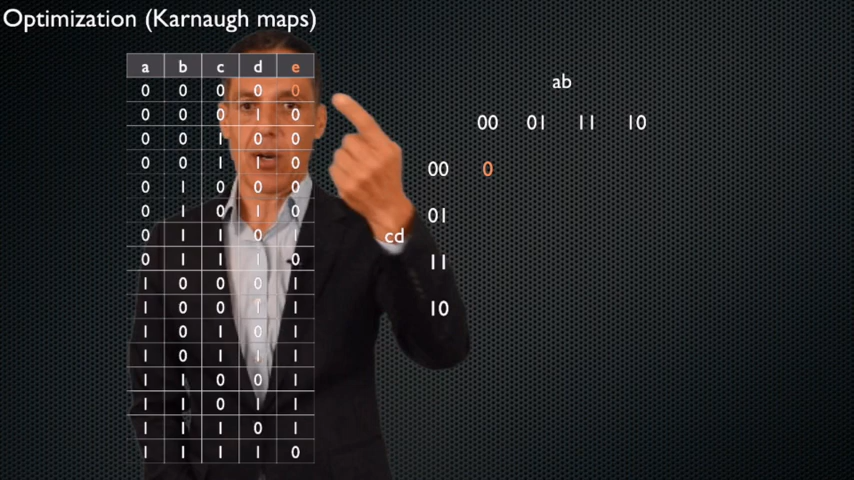 Optimization (Karnaugh maps)
a b c d e
0 0 0 0 0
0 0 0 1 0
0 0 1 0 0
0 0 1 1 0
0 1 0 0 0
0 1 0 1 0
0 1 1 0 1
0 1 1 1 0
1 0 0 0 1
1 0 0 1 1
1 0 1 0 1
1 0 1 1 1
1 1 0 0 1
1 1 0 1 1
1 1 1 0 1
1 1 1 1 0
ab
00 01 11 10
00 0
01
cd
11
10